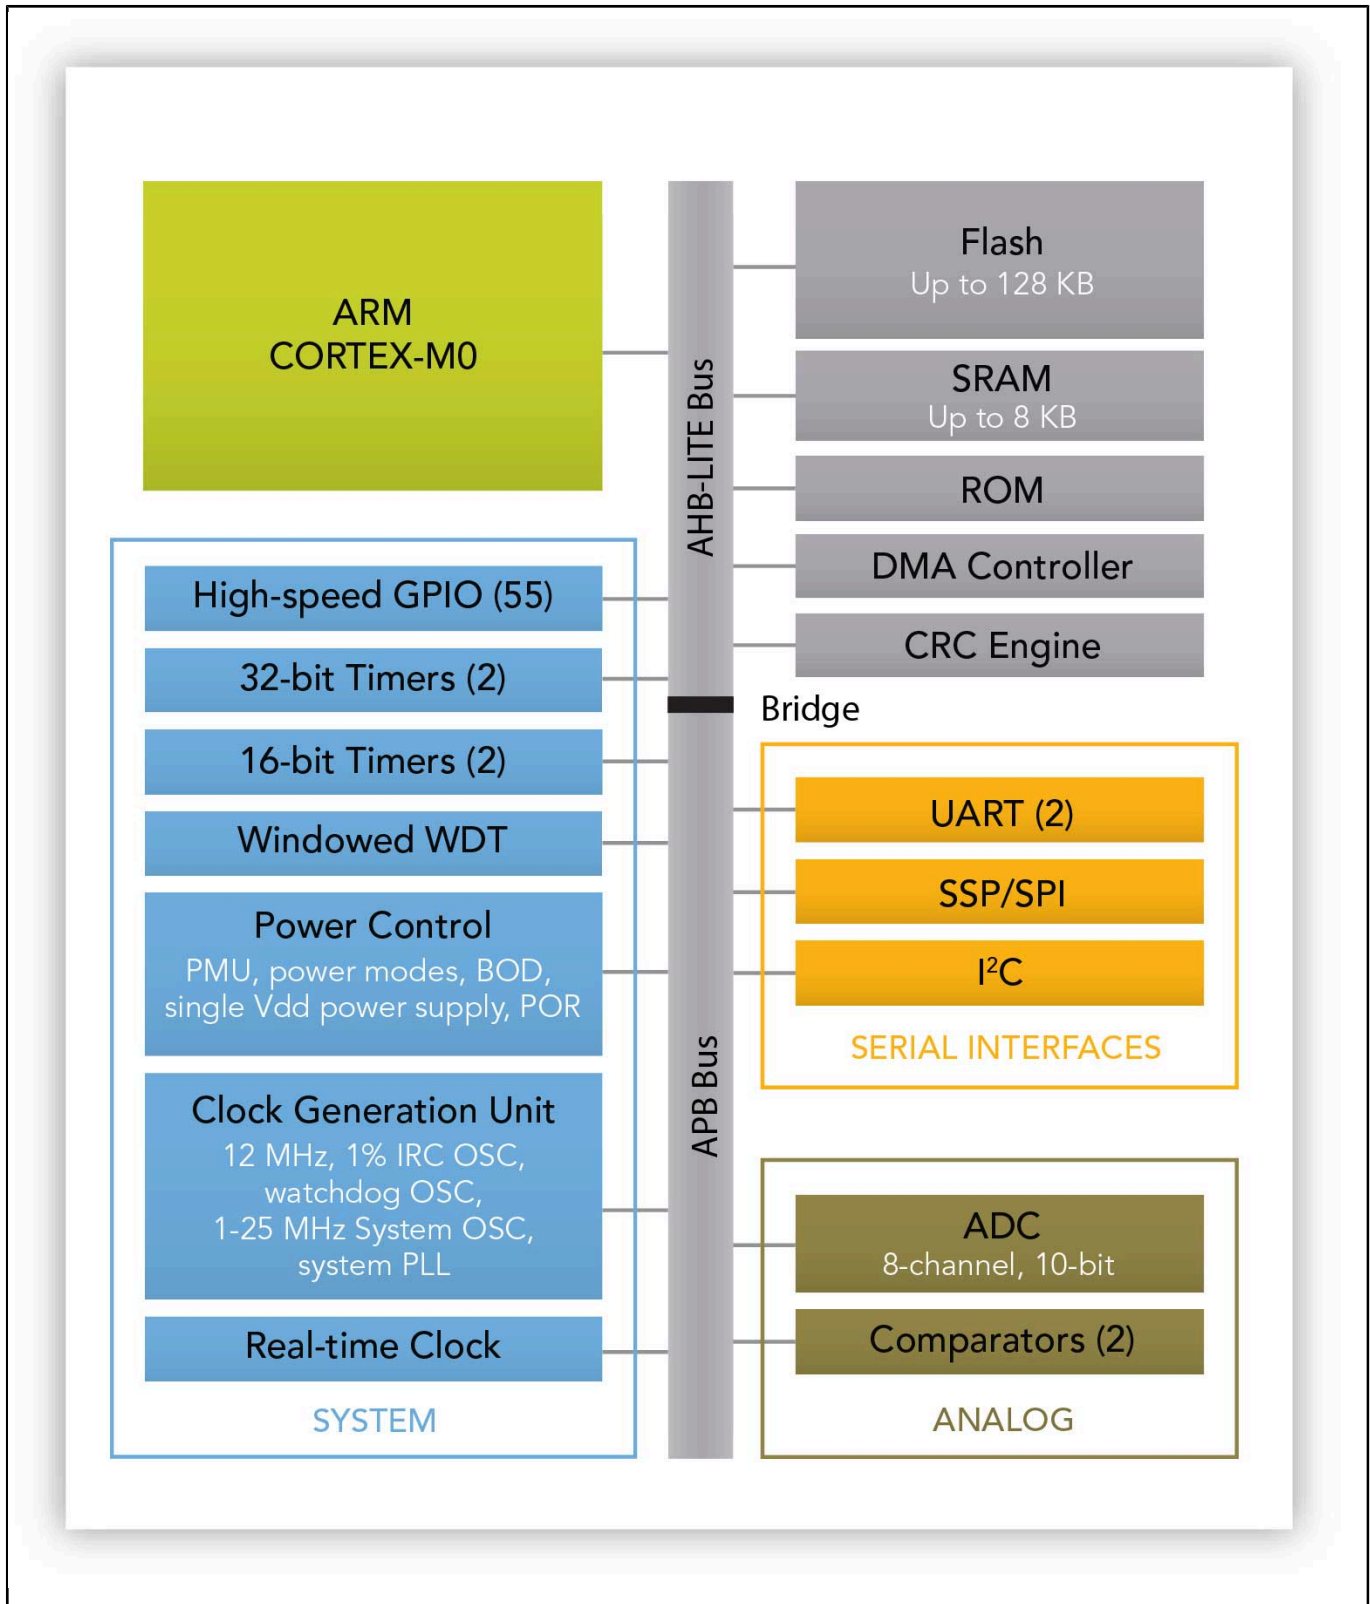 ARM
CORTEX-M0
High-speed GPIO (55)
32-bit Timers (2)
16-bit Timers (2)
Windowed WDT
Power Control
PMU, power modes, BOD,
single Vdd power supply, POR
Clock Generation Unit
12 MHz, 1% IRC OSC,
watchdog OSC,
1-25 MHz System OSC,
system PLL
Real-time Clock
SYSTEM
AHB-LITE Bus
APB Bus
Flash
Up to 128 KB
SRAM
Up to 8 KB
ROM
DMA Controller
CRC Engine
Bridge
UART (2)
SSP/SPI
I²C
SERIAL INTERFACES
ADC
8-channel, 10-bit
Comparators (2)
ANALOG